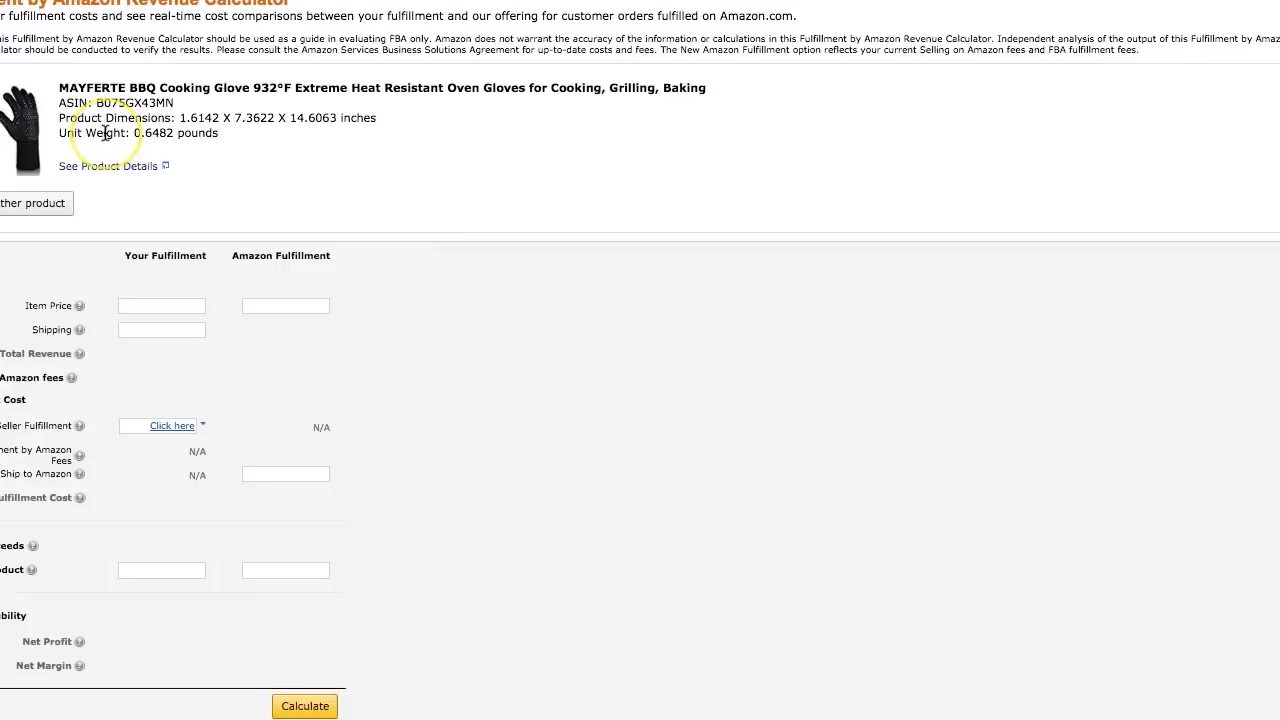 ent by Amazon Revenue Calculator
r fulfillment costs and see real-time cost comparisons between your fulfillment and our offering for customer orders fulfilled on Amazon.com.
his Fulfillment by Amazon Revenue Calculator should be used as a guide in evaluating FBA only. Amazon does not warrant the accuracy of the information or calculations in this Fulfillment by Amazon Revenue Calculator. Independent analysis of the output of this Fulfillment by Amaz
lator should be conducted to verify the results. Please consult the Amazon Services Business Solutions Agreement for up-to-date costs and fees. The New Amazon Fulfillment option reflects your current Selling on Amazon fees and FBA fulfillment fees.
MAYFERTE BBQ Cooking Glove 932°F Extreme Heat Resistant Oven Gloves for Cooking, Grilling, Baking
ASIN: B075GX43MN
Product Dimensions: 1.6142 X 7.3622 X 14.6063 inches
Unit Weight: 0.6482 pounds
See Product Details
ther product
Your Fulfillment Amazon Fulfillment
Item Price
Shipping
Total Revenue
Amazon fees
Cost
Seller Fulfillment Click here N/A
ment by Amazon N/A
Fees
Ship to Amazon N/A
ulfillment Cost
eeds
oduct
bility
Net Profit
Net Margin
Calculate